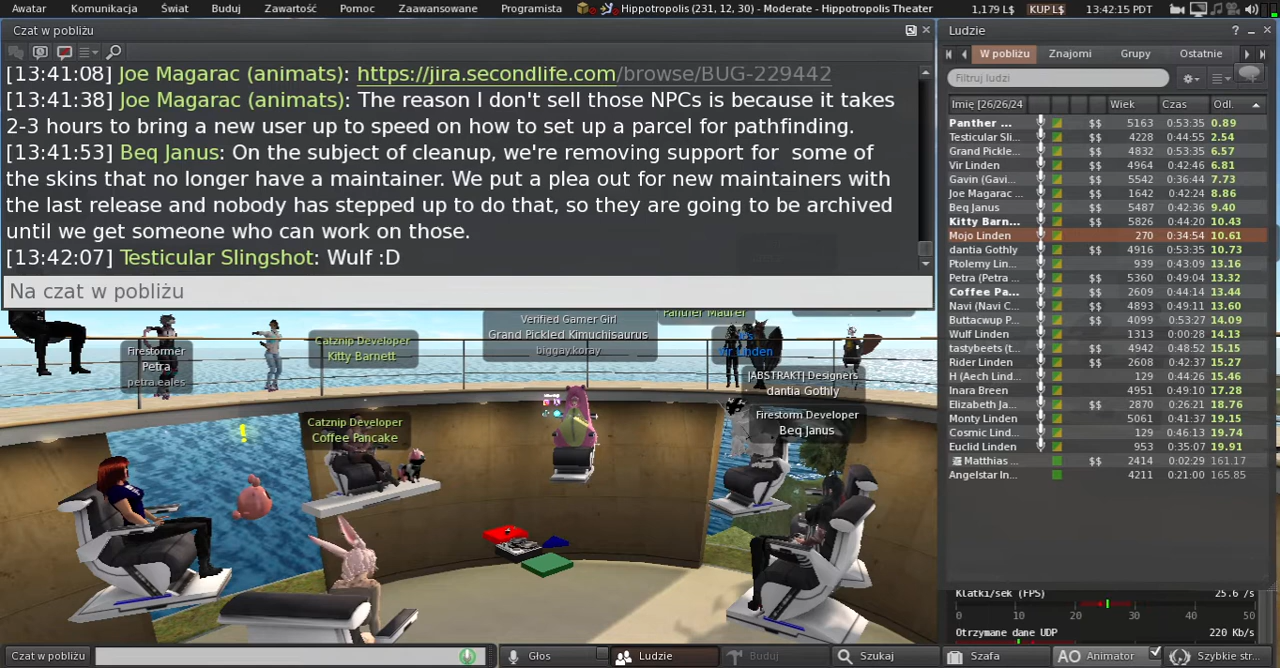 Awatar Komunikacja Świat Buduj Zawartość Pomoc Zaawansowane Programista Hippotropolis (231, 12, 30) - Moderate - Hippotropolis Theater 1,179 L$ KUP L$ 13:42:15 PDT
Czat w pobliżu
[13:41:08] Joe Magarac (animats): https://jira.secondlife.com/browse/BUG-229442
[13:41:38] Joe Magarac (animats): The reason I don't sell those NPCs is because it takes
2-3 hours to bring a new user up to speed on how to set up a parcel for pathfinding.
[13:41:53] Beq Janus: On the subject of cleanup, we're removing support for  some of
the skins that no longer have a maintainer. We put a plea out for new maintainers with
the last release and nobody has stepped up to do that, so they are going to be archived
until we get someone who can work on those.
[13:42:07] Testicular Slingshot: Wulf :D
Na czat w pobliżu
Ludzie
W pobliżu Znajomi Grupy Ostatnie
Filtruj ludzi
Imię [26/26/24 Wiek Czas Odl.
Panther ... $$ 5163 0:53:35 0.89
Testicular Sli... $$ 4228 0:44:55 2.54
Grand Pickle... $$ 4832 0:53:35 6.57
Vir Linden $$ 4964 0:42:46 6.81
Gavin (Gavi... $$ 5542 0:36:44 7.73
Joe Magarac ... $$ 1642 0:42:24 8.86
Beq Janus $$ 5487 0:42:36 9.40
Kitty Barn... $$ 5826 0:44:20 10.43
Mojo Linden 270 0:34:54 10.61
dantia Gothly $$ 4916 0:53:35 10.73
Ptolemy Lin... 939 0:43:09 13.16
Petra (Petra ... $$ 5360 0:49:04 13.32
Coffee Pa... $$ 2609 0:44:14 13.44
Navi (Navi C... $$ 4893 0:49:11 13.60
Buttacwup P... $$ 4099 0:53:27 14.09
Wulf Linden 1313 0:00:28 14.13
tastybeets (t... $$ 4942 0:48:52 15.15
Rider Linden $$ 2608 0:42:37 15.27
H (Aech Lind... 129 0:44:26 15.46
Inara Breen 4951 0:49:10 17.28
Elizabeth Ja... $$ 2870 0:26:21 18.76
Monty Linden 5061 0:41:37 19.15
Cosmic Lind... 129 0:46:13 19.74
Euclid Linden 953 0:35:07 19.91
Matthias ... $$ 2414 0:02:29 161.17
Angelstar In... 4211 0:21:00 165.85
Klatki/sek (FPS) 25.6 /s
0 10 20 30 40 50
Otrzymane dane UDP 220 Kb/s
Firestormer
Petra
petra.eales
Catznip Developer
Kitty Barnett
Verified Gamer Girl
Grand Pickled Kimuchisaurus
biggay.koray
Panther Maurer
Vir Linden
|ABSTRAKT| Designers
dantia Gothly
Firestorm Developer
Beq Janus
Catznip Developer
Coffee Pancake
Czat w pobliżu Głos Ludzie Buduj Szukaj Szafa AO Animator Szybkie str...